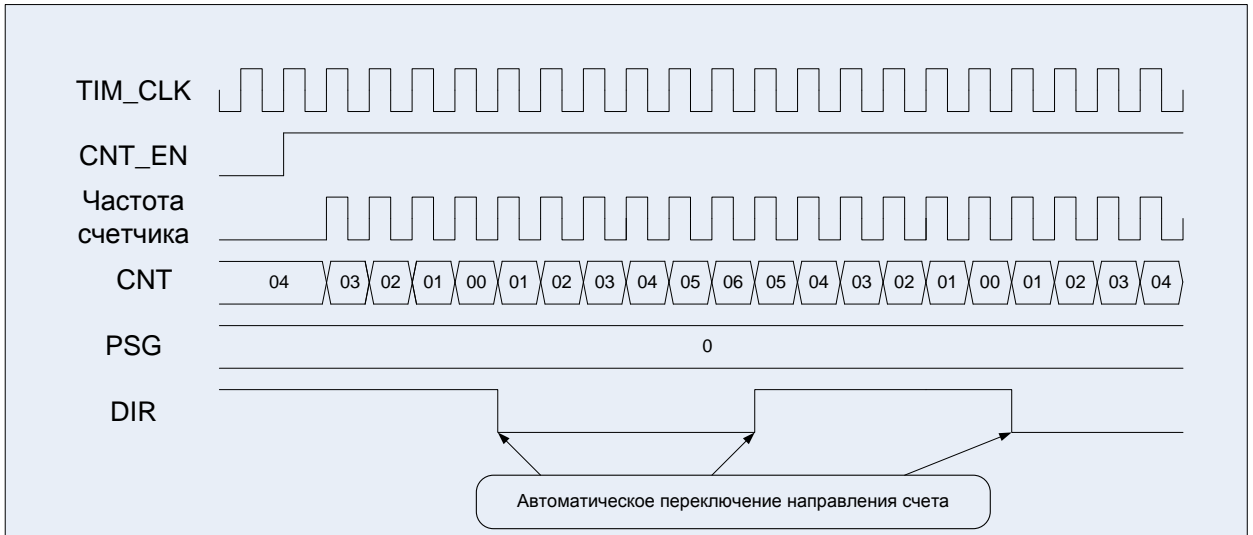 TIM_CLK
CNT_EN
Частота
счетчика
CNT 04 03 02 01 00 01 02 03 04 05 06 05 04 03 02 01 00 01 02 03 04
PSG 0
DIR
Автоматическое переключение направления счета